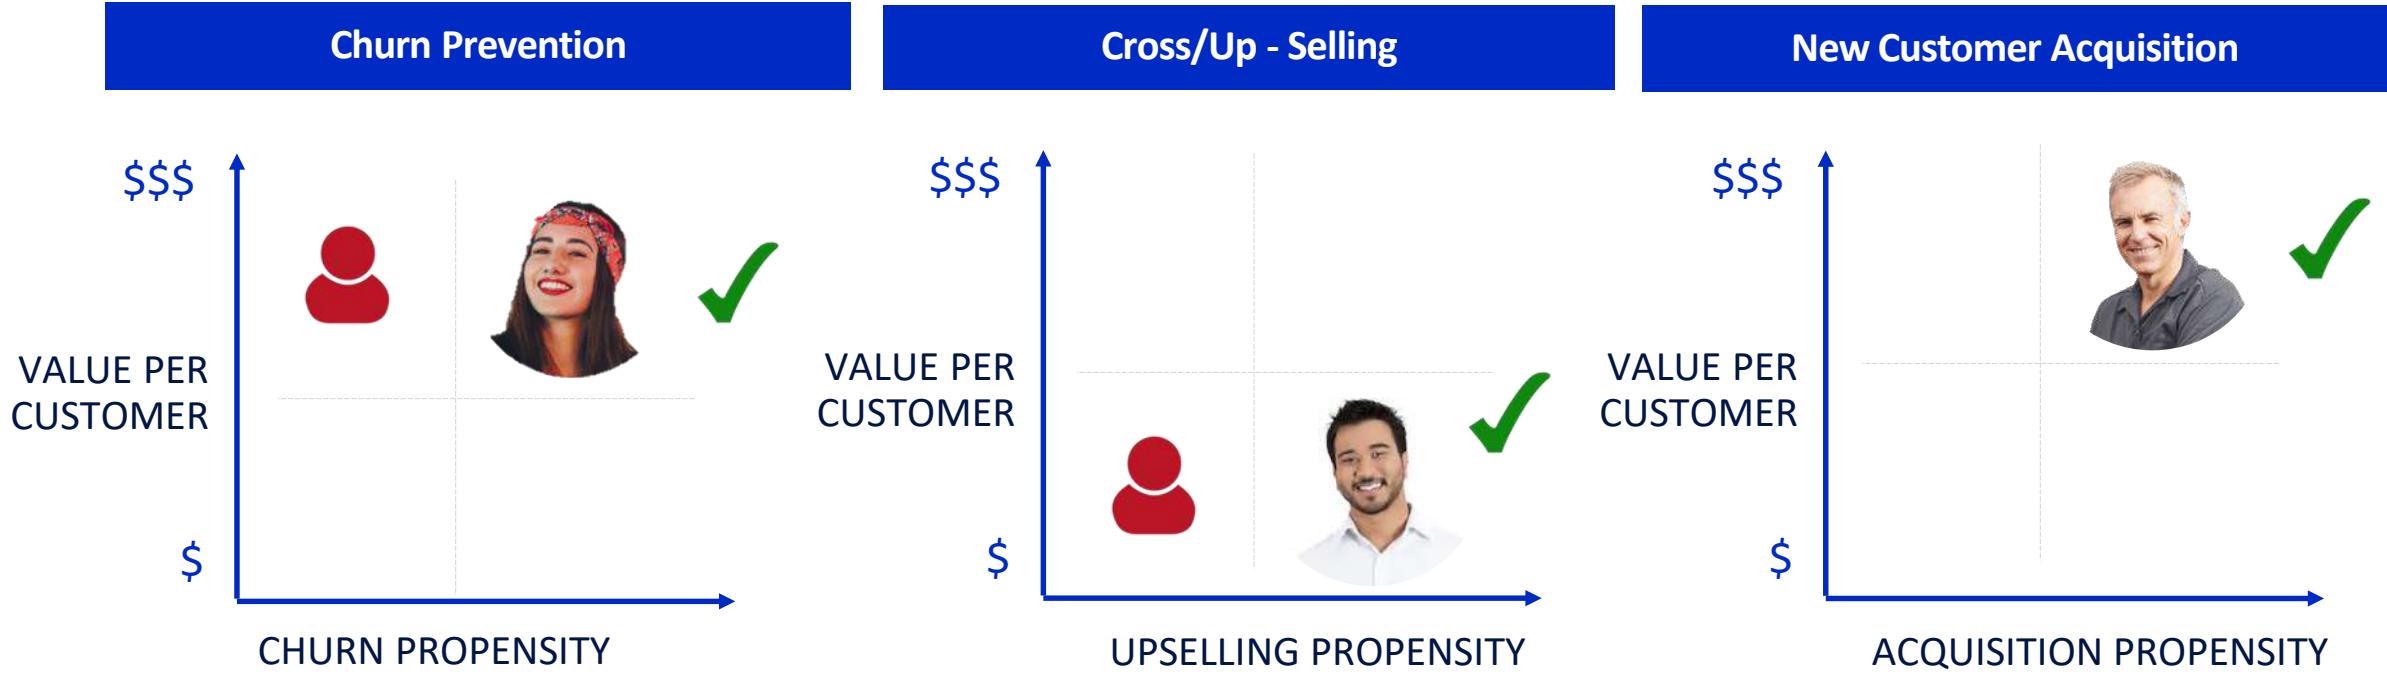 Churn Prevention
$$$
VALUE PER
CUSTOMER
$
CHURN PROPENSITY
Cross/Up - Selling
$$$
VALUE PER
CUSTOMER
$
UPSELLING PROPENSITY
New Customer Acquisition
$$$
VALUE PER
CUSTOMER
$
ACQUISITION PROPENSITY